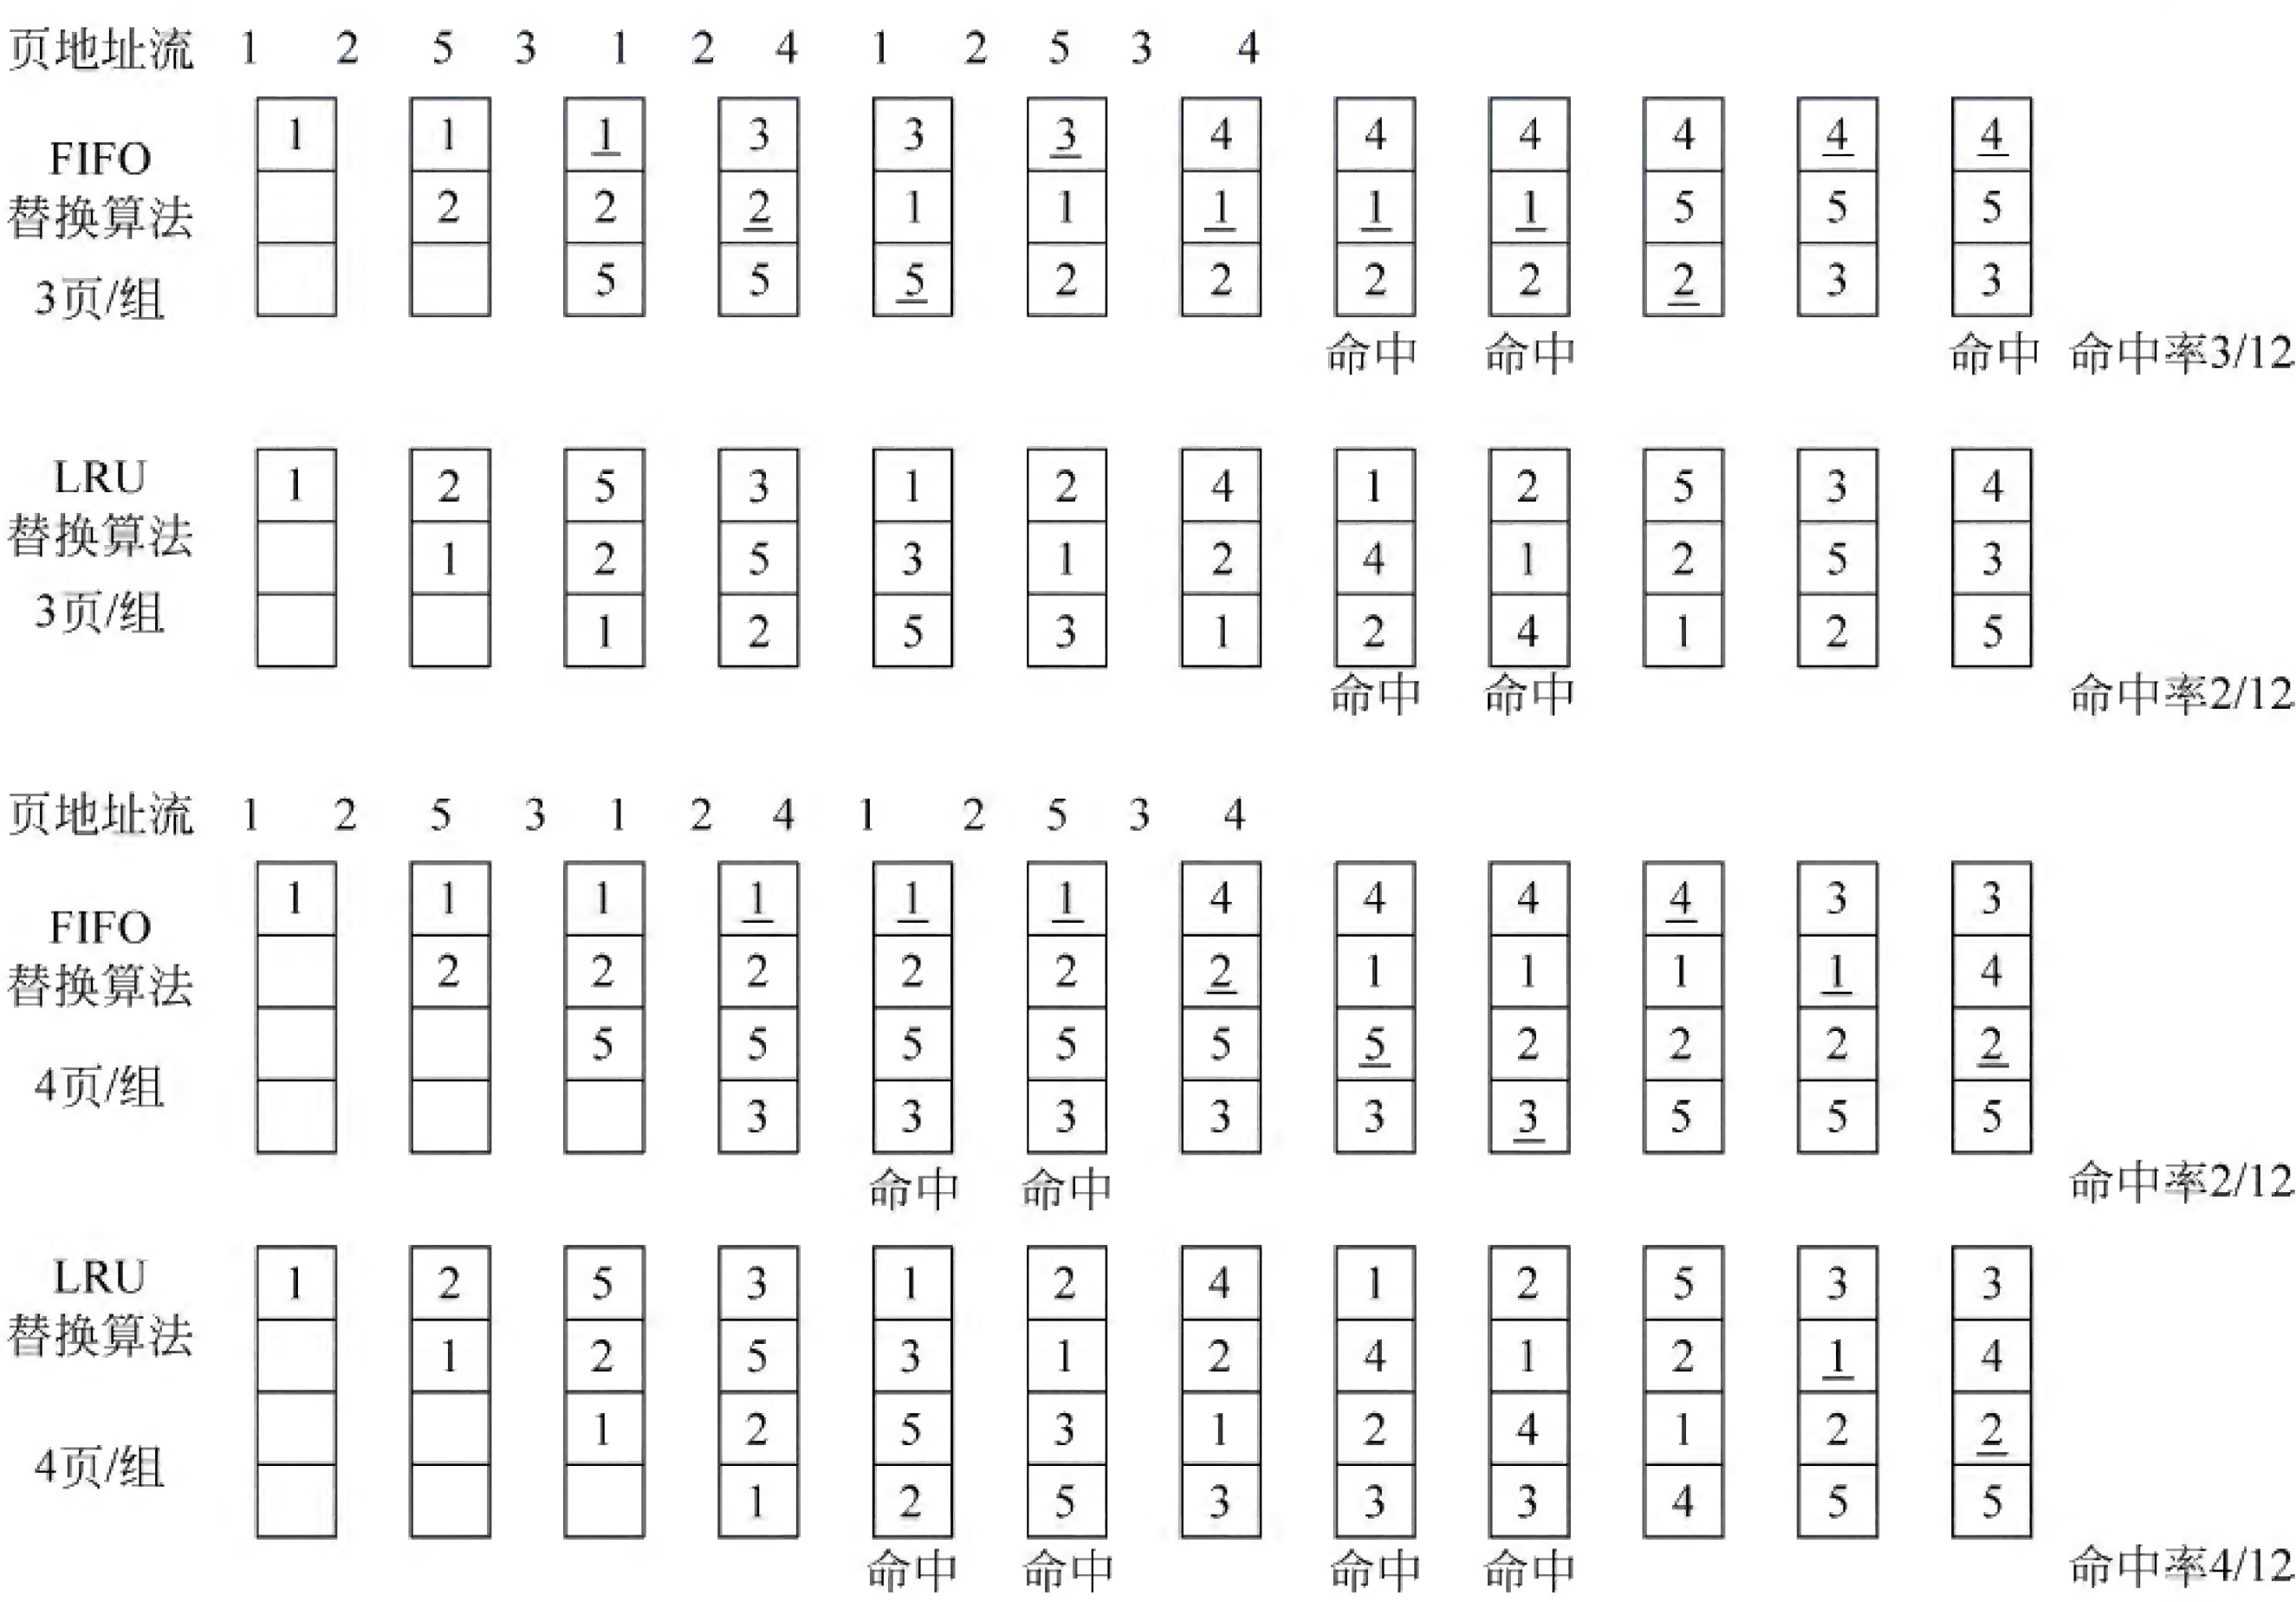 页地址流 1 2 5 3 1 2 4 1 2 5 3 4
FIFO
替换算法
3页/组
1 1 1 3 3 3 4 4 4 4 4 4
2 2 2 1 1 1 1 1 5 5 5
5 5 5 2 2 2 2 2 3 3
命中 命中 命中 命中率3/12
LRU
替换算法
3页/组
1 2 5 3 1 2 4 1 2 5 3 4
1 2 5 3 1 2 4 1 2 5 3
1 2 5 3 1 2 4 1 2 5
命中 命中 命中率2/12
页地址流 1 2 5 3 1 2 4 1 2 5 3 4
FIFO
替换算法
4页/组
1 1 1 1 1 1 4 4 4 4 3 3
2 2 2 2 2 2 1 1 1 1 4
5 5 5 5 5 5 2 2 2 2
3 3 3 3 3 3 5 5 5
命中 命中 命中率2/12
LRU
替换算法
4页/组
1 2 5 3 1 2 4 1 2 5 3 3
1 2 5 3 1 2 4 1 2 1 4
1 2 5 3 1 2 4 1 2 2
1 2 5 3 3 3 4 5 5
命中 命中 命中 命中 命中率4/12